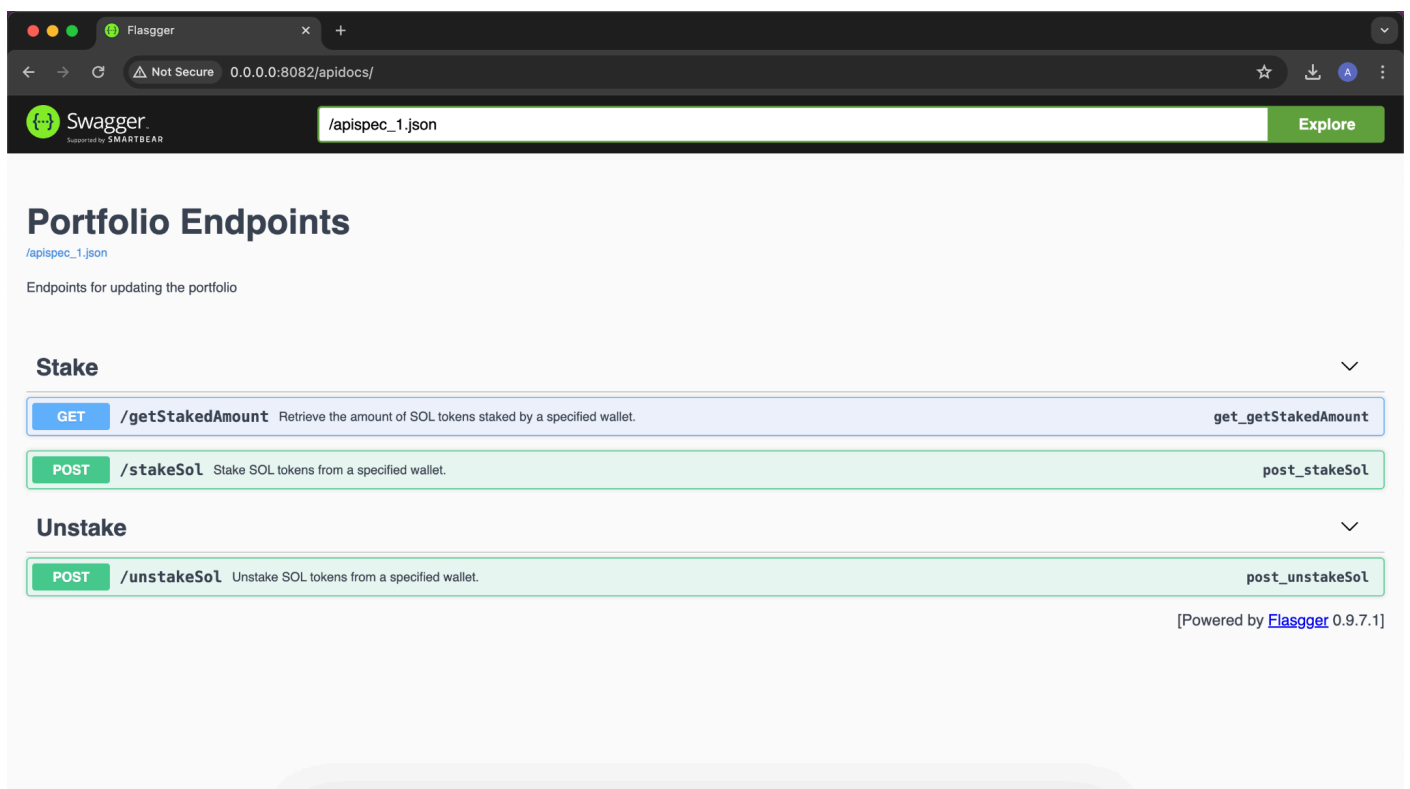 Flasgger
Not Secure 0.0.0.0:8082/apidocs/
A
Swagger.
Supported by SMARTBEAR
/apispec_1.json
Explore
Portfolio Endpoints
/apispec_1.json
Endpoints for updating the portfolio
Stake
GET /getStakedAmount Retrieve the amount of SOL tokens staked by a specified wallet. get_getStakedAmount
POST /stakeSol Stake SOL tokens from a specified wallet. post_stakeSol
Unstake
POST /unstakeSol Unstake SOL tokens from a specified wallet. post_unstakeSol
[Powered by Flasgger 0.9.7.1]